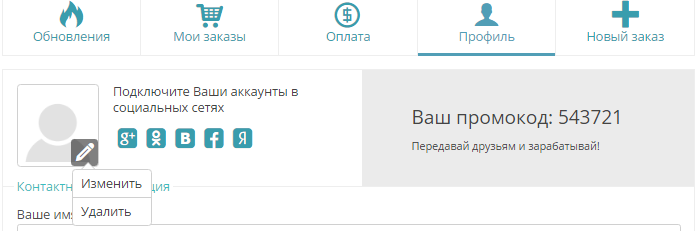 Обновления
Мои заказы
Оплата
Профиль
Новый заказ
Подключите Ваши аккаунты в
социальных сетях
Ваш промокод: 543721
Передавай друзьям и зарабатывай!
Изменить
Удалить
Ваше